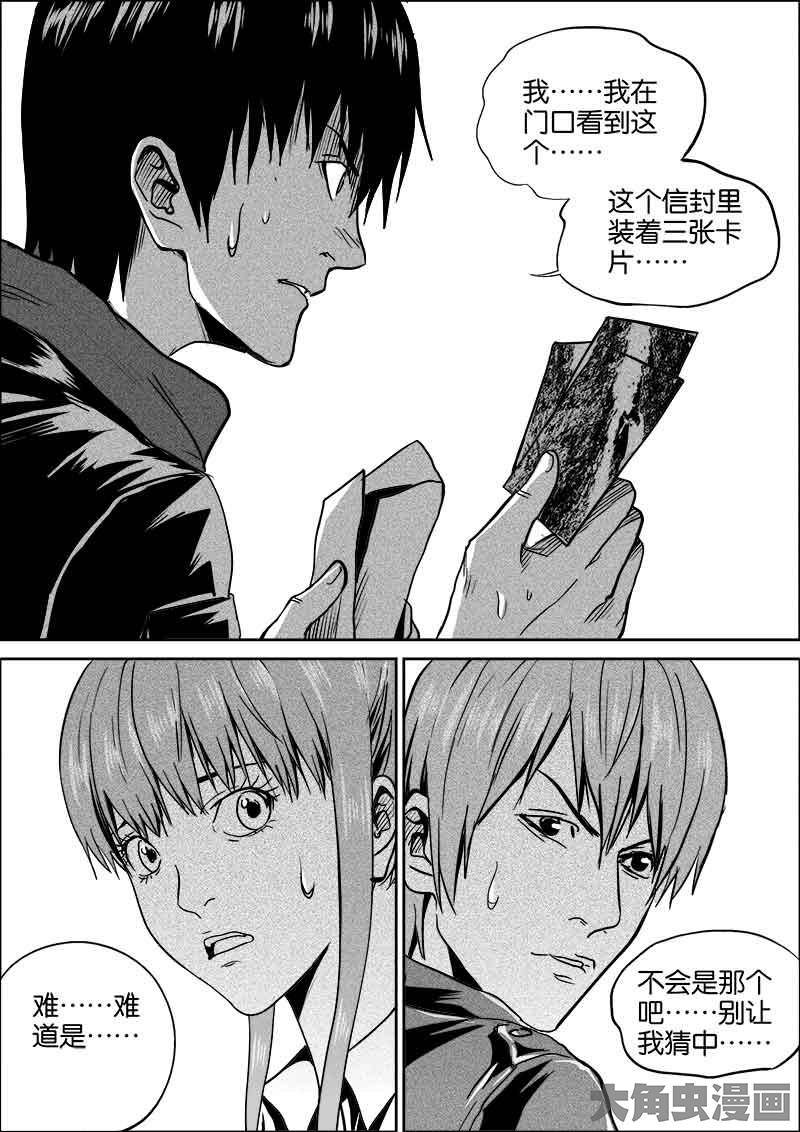 我……我在
门口看到这
个……
这个信封里
装着三张卡
片……
难……难
道是……
不会是那个
吧……别让
我猜中……
大角虫漫画